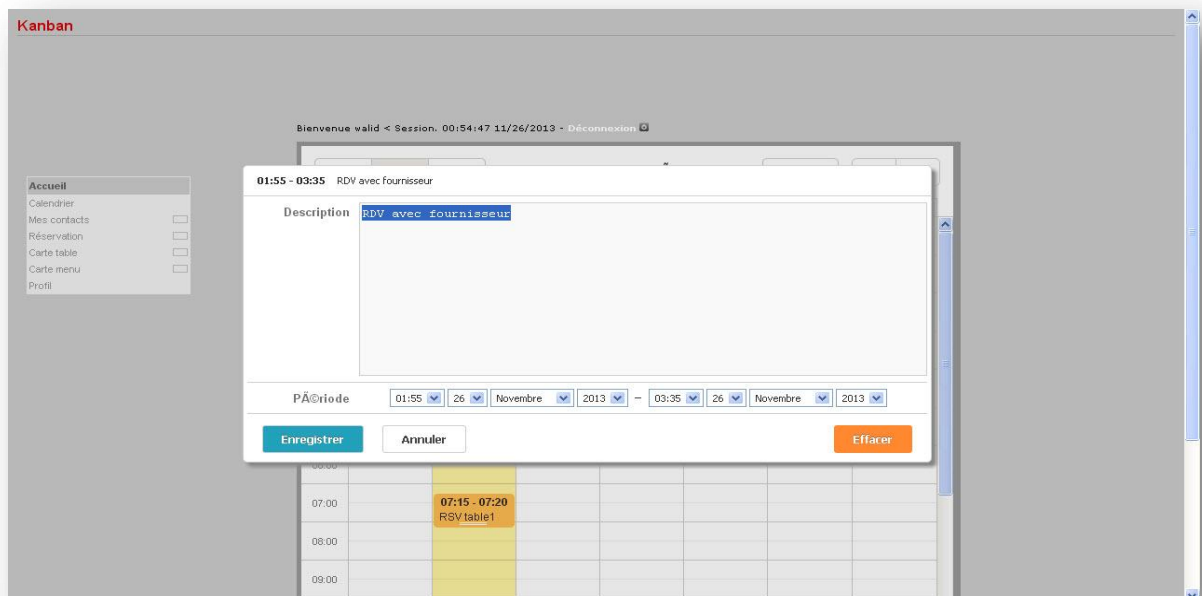 Kanban
Bienvenue walid < Session. 00:54:47 11/26/2013 - Déconnexion
Accueil
Calendrier
Mes contacts
Réservation
Carte table
Carte menu
Profil
01:55 - 03:35 RDV avec fournisseur
Description
RDV avec fournisseur
PÃ©riode 01:55 26 Novembre 2013 – 03:35 26 Novembre 2013
Enregistrer Annuler Effacer
07:00
07:15 - 07:20
RSV table1
08:00
09:00